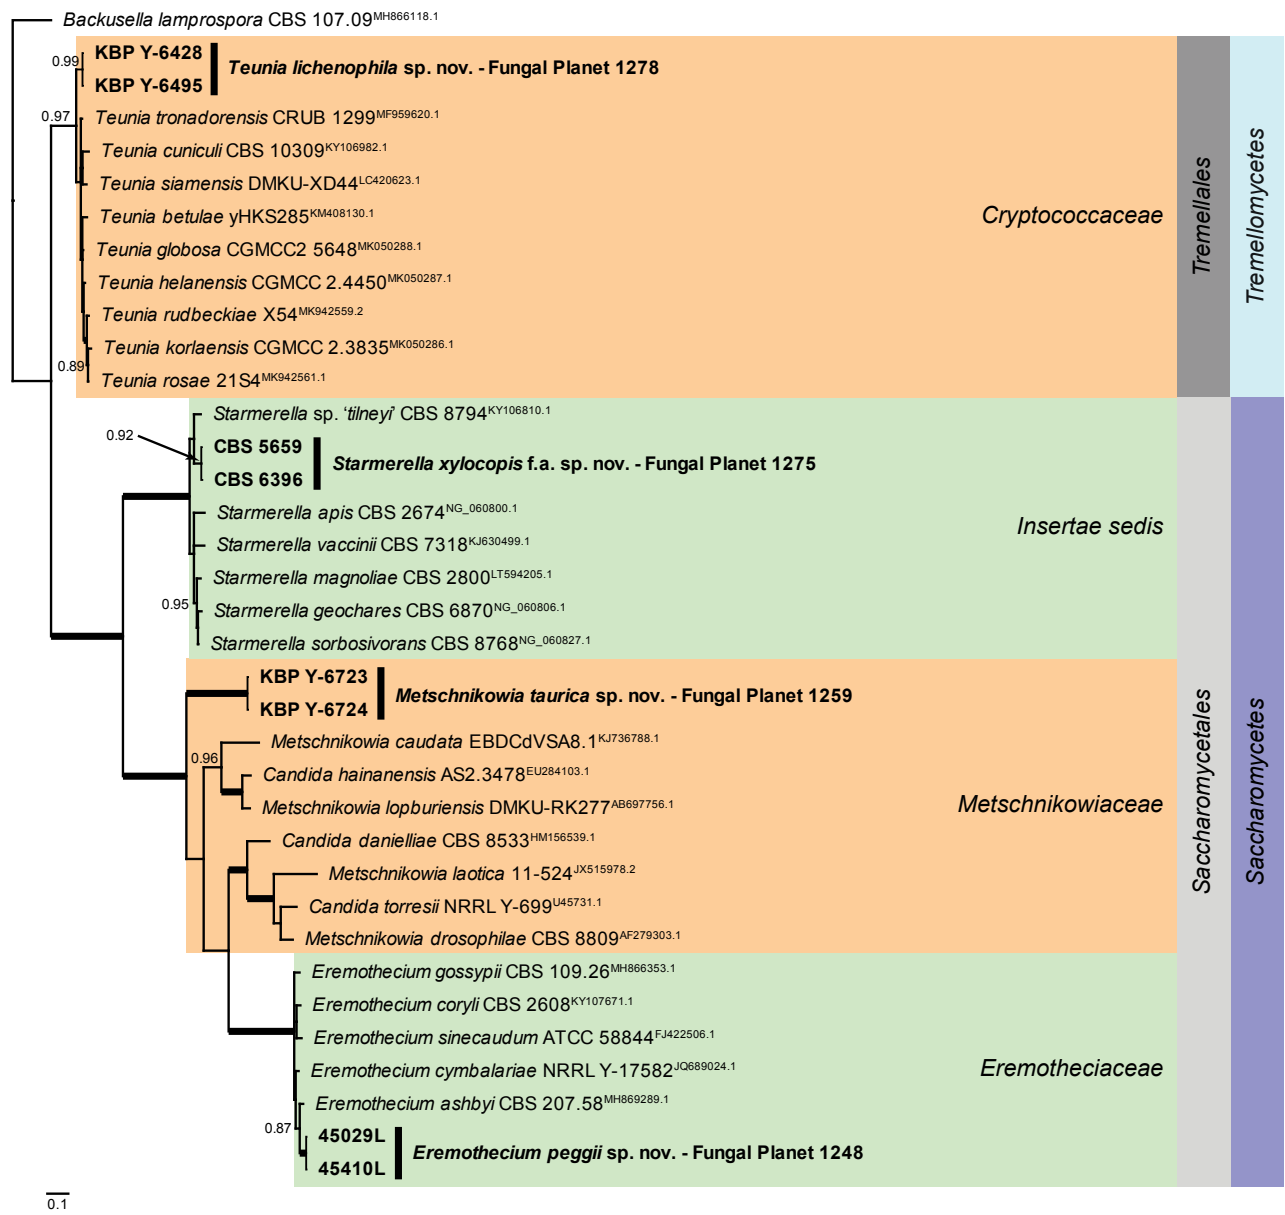 Backusella lamprospora CBS 107.09MH866118.1
0.99
KBP Y-6428
KBP Y-6495
Teunia lichenophila sp. nov. - Fungal Planet 1278
0.97
Teunia tronadorensis CRUB 1299MF959620.1
Teunia cuniculi CBS 10309KY106982.1
Teunia siamensis DMKU-XD44LC420623.1
Teunia betulae yHKS285KM408130.1
Teunia globosa CGMCC2 5648MK050288.1
Teunia helanensis CGMCC 2.4450MK050287.1
Teunia rudbeckiae X54MK942559.2
Teunia korlaensis CGMCC 2.3835MK050286.1
0.89
Teunia rosae 21S4MK942561.1
Cryptococcaceae
Tremellales
Tremellomycetes
Starmerella sp. ‘tilneyi’ CBS 8794KY106810.1
0.92
CBS 5659
CBS 6396
Starmerella xylocopis f.a. sp. nov. - Fungal Planet 1275
Starmerella apis CBS 2674NG_060800.1
Starmerella vaccinii CBS 7318KJ630499.1
Starmerella magnoliae CBS 2800LT594205.1
0.95
Starmerella geochares CBS 6870NG_060806.1
Starmerella sorbosivorans CBS 8768NG_060827.1
Insertae sedis
KBP Y-6723
KBP Y-6724
Metschnikowia taurica sp. nov. - Fungal Planet 1259
Metschnikowia caudata EBDCdVSA8.1KJ736788.1
0.96
Candida hainanensis AS2.3478EU284103.1
Metschnikowia lopburiensis DMKU-RK277AB697756.1
Candida danielliae CBS 8533HM156539.1
Metschnikowia laotica 11-524JX515978.2
Candida torresii NRRL Y-699U45731.1
Metschnikowia drosophilae CBS 8809AF279303.1
Metschnikowiaceae
Saccharomycetales
Saccharomycetes
Eremothecium gossypii CBS 109.26MH866353.1
Eremothecium coryli CBS 2608KY107671.1
Eremothecium sinecaudum ATCC 58844FJ422506.1
Eremothecium cymbalariae NRRL Y-17582JQ689024.1
Eremothecium ashbyi CBS 207.58MH869289.1
0.87
45029L
45410L
Eremothecium peggii sp. nov. - Fungal Planet 1248
Eremotheciaceae
0.1